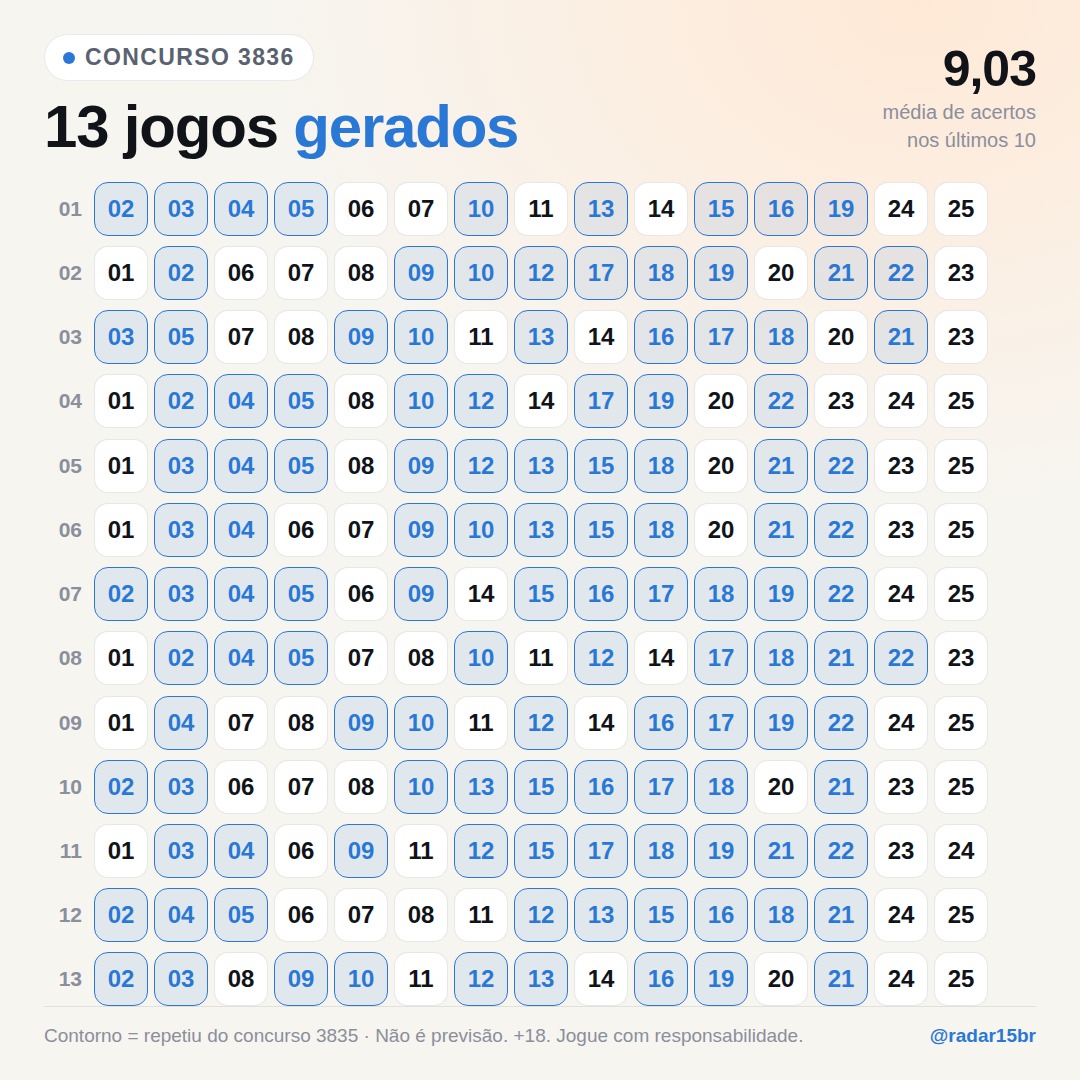 CONCURSO 3836
13 jogos gerados
9,03
média de acertos
nos últimos 10
01 02 03 04 05 06 07 10 11 13 14 15 16 19 24 25
02 01 02 06 07 08 09 10 12 17 18 19 20 21 22 23
03 03 05 07 08 09 10 11 13 14 16 17 18 20 21 23
04 01 02 04 05 08 10 12 14 17 19 20 22 23 24 25
05 01 03 04 05 08 09 12 13 15 18 20 21 22 23 25
06 01 03 04 06 07 09 10 13 15 18 20 21 22 23 25
07 02 03 04 05 06 09 14 15 16 17 18 19 22 24 25
08 01 02 04 05 07 08 10 11 12 14 17 18 21 22 23
09 01 04 07 08 09 10 11 12 14 16 17 19 22 24 25
10 02 03 06 07 08 10 13 15 16 17 18 20 21 23 25
11 01 03 04 06 09 11 12 15 17 18 19 21 22 23 24
12 02 04 05 06 07 08 11 12 13 15 16 18 21 24 25
13 02 03 08 09 10 11 12 13 14 16 19 20 21 24 25
Contorno = repetiu do concurso 3835 · Não é previsão. +18. Jogue com responsabilidade.
@radar15br